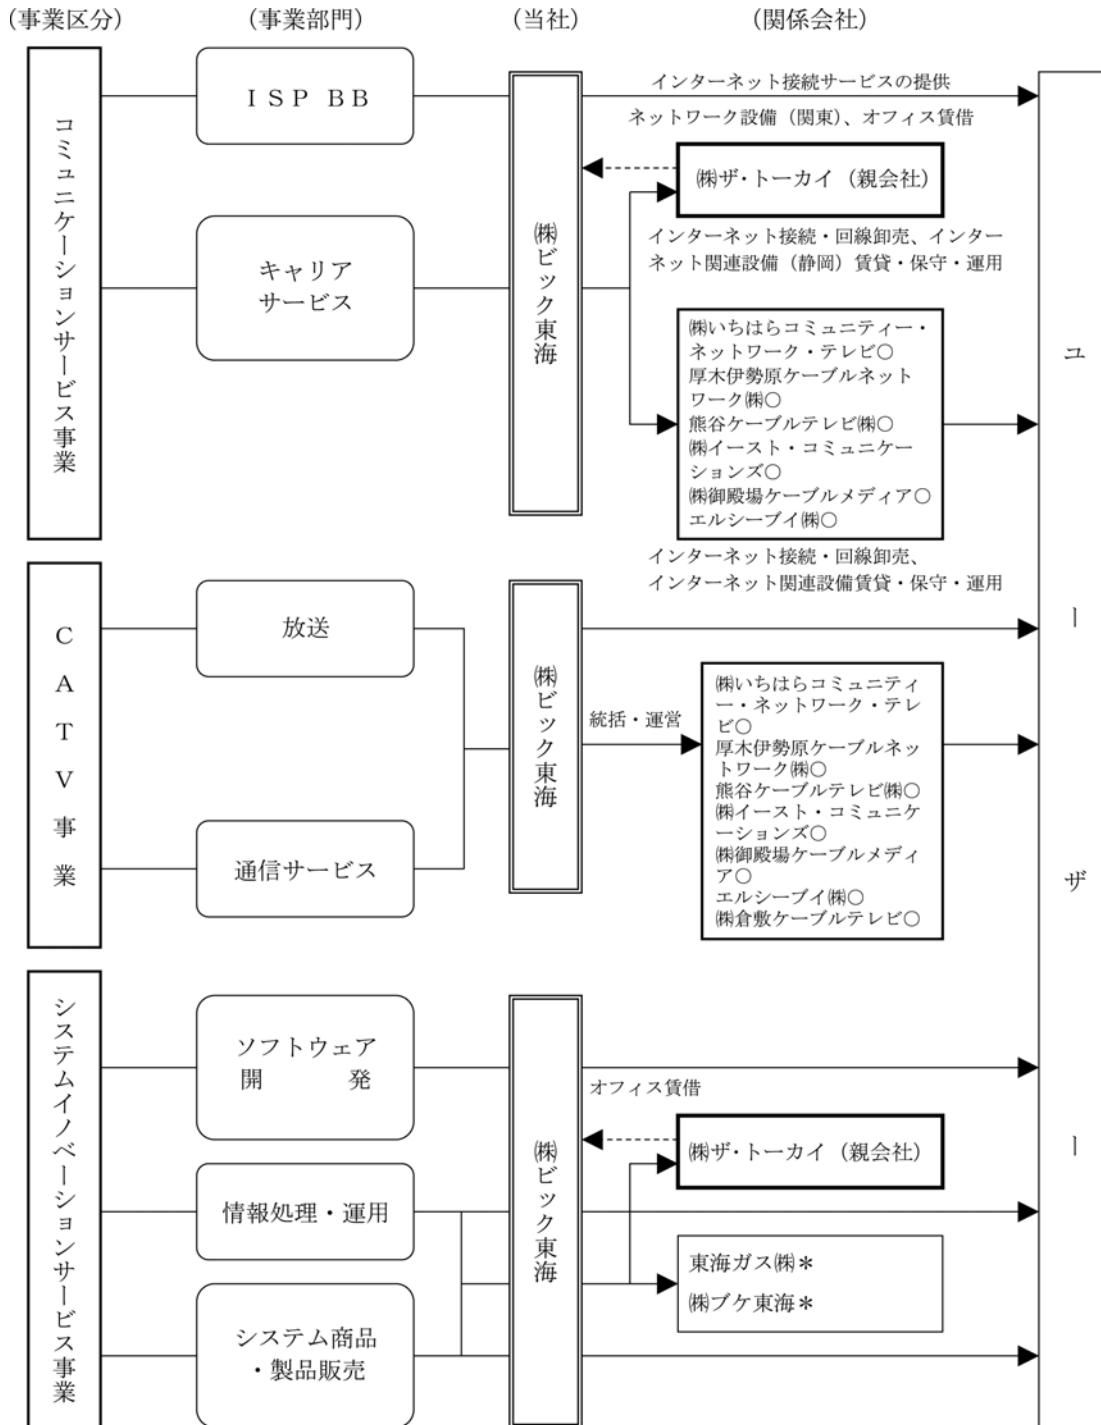 (事業区分)
(事業部門)
(当社)
(関係会社)
コミュニケーションサービス事業
ISP BB
キャリア
サービス
㈱ビック東海
インターネット接続サービスの提供
ネットワーク設備(関東)、オフィス賃借
㈱ザ・トーカイ(親会社)
インターネット接続・回線卸売、インター
ネット関連設備(静岡)賃貸・保守・運用
㈱いちはらコミュニティー・
ネットワーク・テレビ○
厚木伊勢原ケーブルネット
ワーク㈱○
熊谷ケーブルテレビ㈱○
㈱イースト・コミュニケー
ションズ○
㈱御殿場ケーブルメディア○
エルシーブイ㈱○
インターネット接続・回線卸売、
インターネット関連設備賃貸・保守・運用
CATV事業
放送
通信サービス
㈱ビック東海
統括・運営
㈱いちはらコミュニティ
ー・ネットワーク・テレ
ビ○
厚木伊勢原ケーブルネッ
トワーク㈱○
熊谷ケーブルテレビ㈱○
㈱イースト・コミュニケ
ーションズ○
㈱御殿場ケーブルメディ
ア○
エルシーブイ㈱○
㈱倉敷ケーブルテレビ○
システムイノベーションサービス事業
ソフトウェア
開 発
情報処理・運用
システム商品
・製品販売
㈱ビック東海
オフィス賃借
㈱ザ・トーカイ(親会社)
東海ガス㈱＊
㈱ブケ東海＊
ユーザー